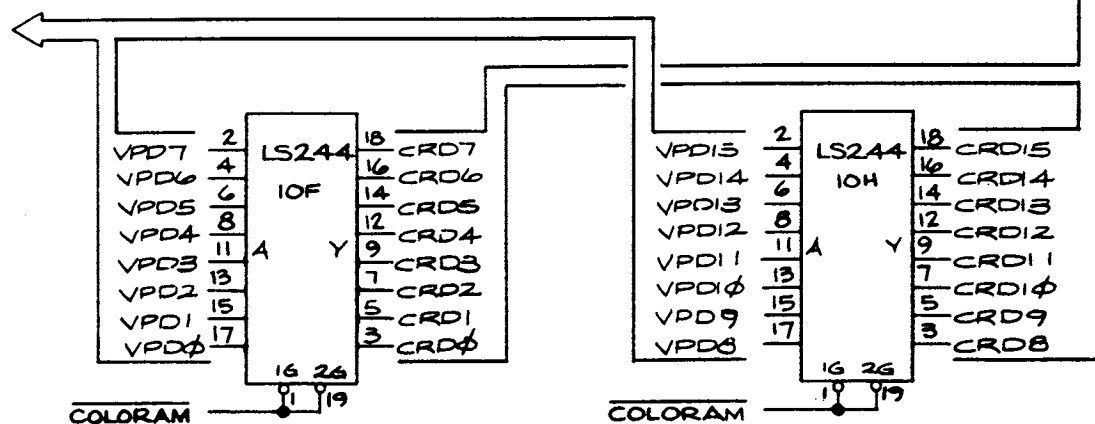 2 18
VPD7 LS244 CRD7
4 16
VPD6 CRD6
6 10F 14
VPD5 CRD5
8 12
VPD4 CRD4
11 A Y 9
VPD3 CRD3
13 7
VPD2 CRD2
15 5
VPD1 CRD1
17 3
VPDØ CRDØ
1G 2G
1 19
COLORAM
2 18
VPD15 LS244 CRD15
4 16
VPD14 CRD14
6 10H 14
VPD13 CRD13
8 12
VPD12 CRD12
11 A Y 9
VPD11 CRD11
13 7
VPD1Ø CRD1Ø
15 5
VPD9 CRD9
17 3
VPD8 CRD8
1G 2G
1 19
COLORAM